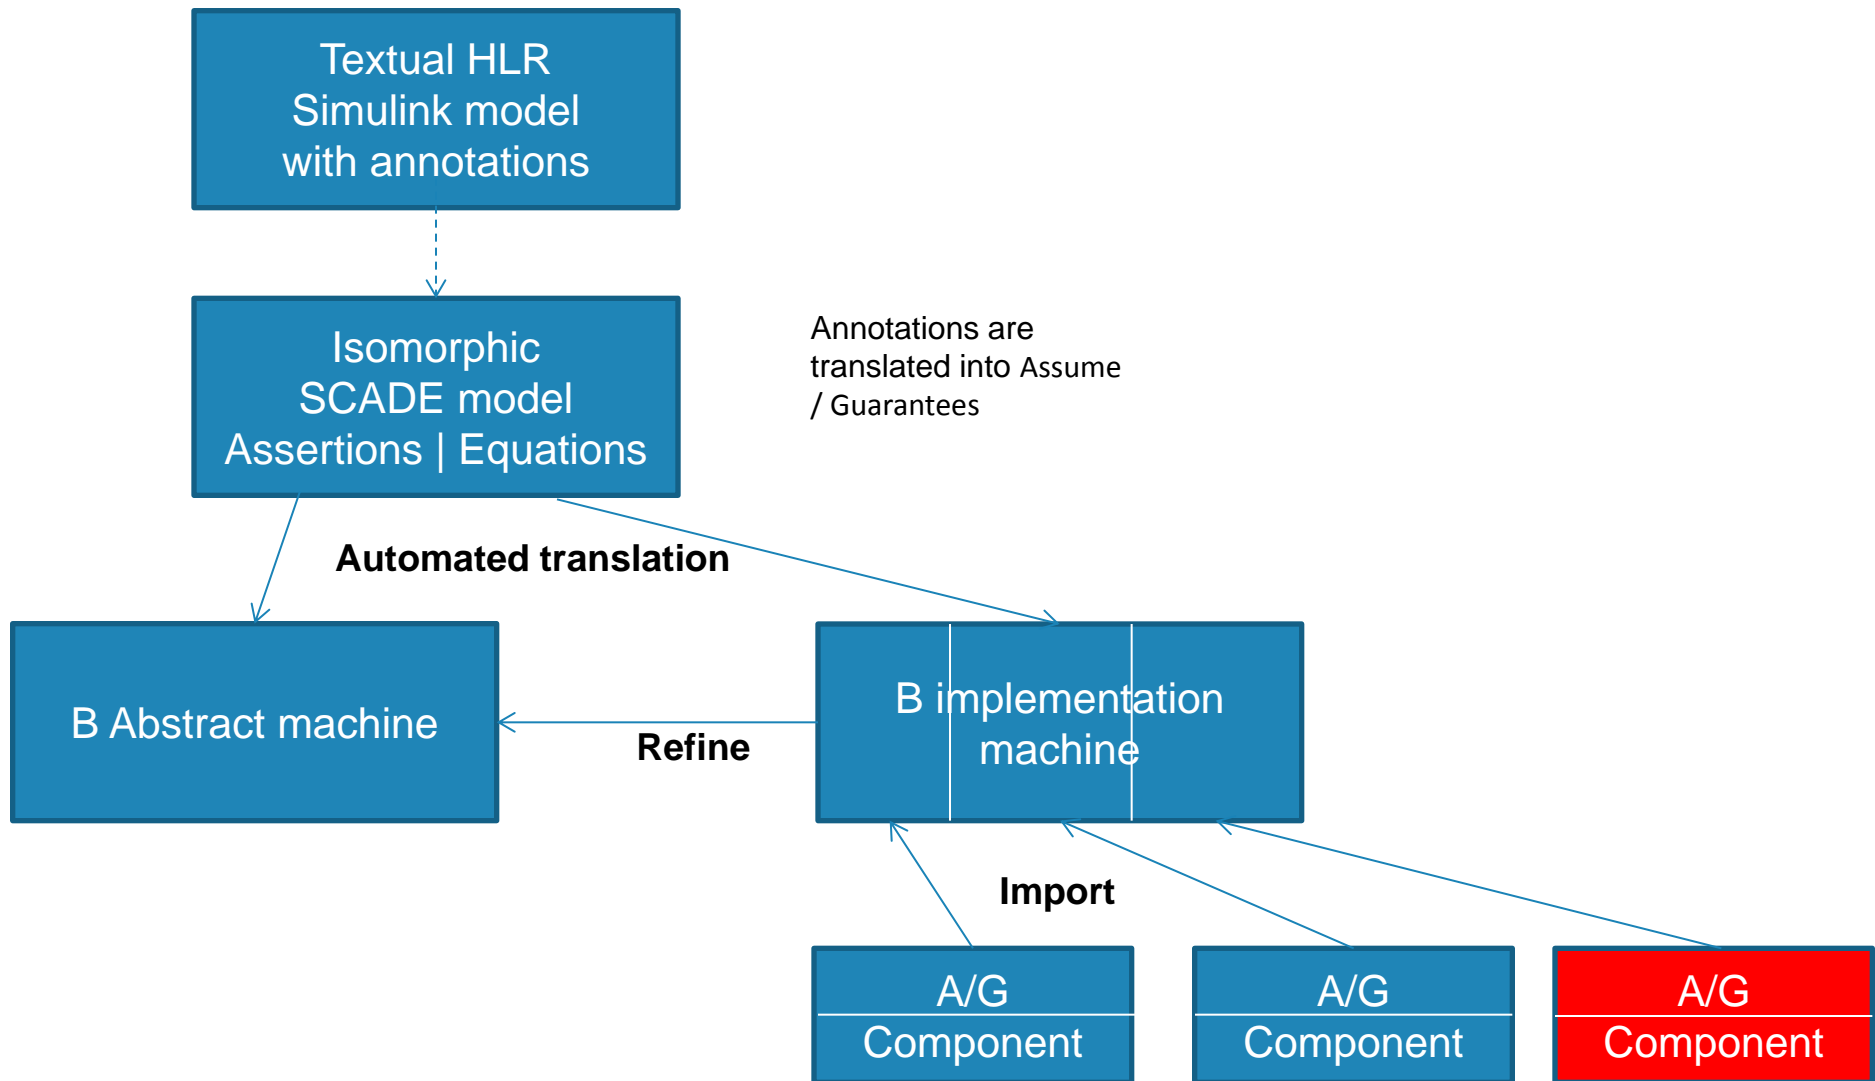 Textual HLR
Simulink model
with annotations
Isomorphic
SCADE model
Assertions | Equations
Annotations are
translated into Assume
/ Guarantees
Automated translation
B Abstract machine
B implementation
machine
Refine
Import
A/G
Component
A/G
Component
A/G
Component